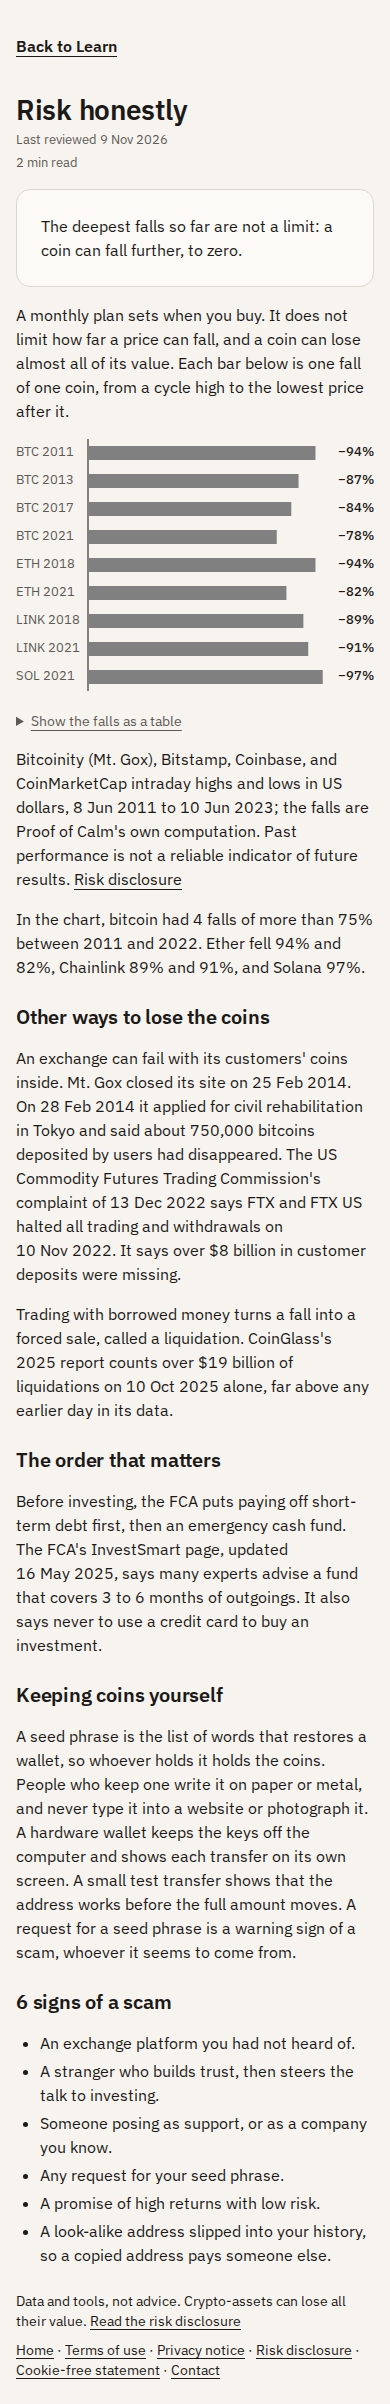 Back to Learn
Risk honestly
Last reviewed 9 Nov 2026
2 min read
The deepest falls so far are not a limit: a
coin can fall further, to zero.
A monthly plan sets when you buy. It does not
limit how far a price can fall, and a coin can lose
almost all of its value. Each bar below is one fall
of one coin, from a cycle high to the lowest price
after it.
BTC 2011 −94%
BTC 2013 −87%
BTC 2017 −84%
BTC 2021 −78%
ETH 2018 −94%
ETH 2021 −82%
LINK 2018 −89%
LINK 2021 −91%
SOL 2021 −97%
Show the falls as a table
Bitcoinity (Mt. Gox), Bitstamp, Coinbase, and
CoinMarketCap intraday highs and lows in US
dollars, 8 Jun 2011 to 10 Jun 2023; the falls are
Proof of Calm's own computation. Past
performance is not a reliable indicator of future
results. Risk disclosure
In the chart, bitcoin had 4 falls of more than 75%
between 2011 and 2022. Ether fell 94% and
82%, Chainlink 89% and 91%, and Solana 97%.
Other ways to lose the coins
An exchange can fail with its customers' coins
inside. Mt. Gox closed its site on 25 Feb 2014.
On 28 Feb 2014 it applied for civil rehabilitation
in Tokyo and said about 750,000 bitcoins
deposited by users had disappeared. The US
Commodity Futures Trading Commission's
complaint of 13 Dec 2022 says FTX and FTX US
halted all trading and withdrawals on
10 Nov 2022. It says over $8 billion in customer
deposits were missing.
Trading with borrowed money turns a fall into a
forced sale, called a liquidation. CoinGlass's
2025 report counts over $19 billion of
liquidations on 10 Oct 2025 alone, far above any
earlier day in its data.
The order that matters
Before investing, the FCA puts paying off short-
term debt first, then an emergency cash fund.
The FCA's InvestSmart page, updated
16 May 2025, says many experts advise a fund
that covers 3 to 6 months of outgoings. It also
says never to use a credit card to buy an
investment.
Keeping coins yourself
A seed phrase is the list of words that restores a
wallet, so whoever holds it holds the coins.
People who keep one write it on paper or metal,
and never type it into a website or photograph it.
A hardware wallet keeps the keys off the
computer and shows each transfer on its own
screen. A small test transfer shows that the
address works before the full amount moves. A
request for a seed phrase is a warning sign of a
scam, whoever it seems to come from.
6 signs of a scam
• An exchange platform you had not heard of.
• A stranger who builds trust, then steers the
talk to investing.
• Someone posing as support, or as a company
you know.
• Any request for your seed phrase.
• A promise of high returns with low risk.
• A look-alike address slipped into your history,
so a copied address pays someone else.
Data and tools, not advice. Crypto-assets can lose all
their value. Read the risk disclosure
Home · Terms of use · Privacy notice · Risk disclosure ·
Cookie-free statement · Contact